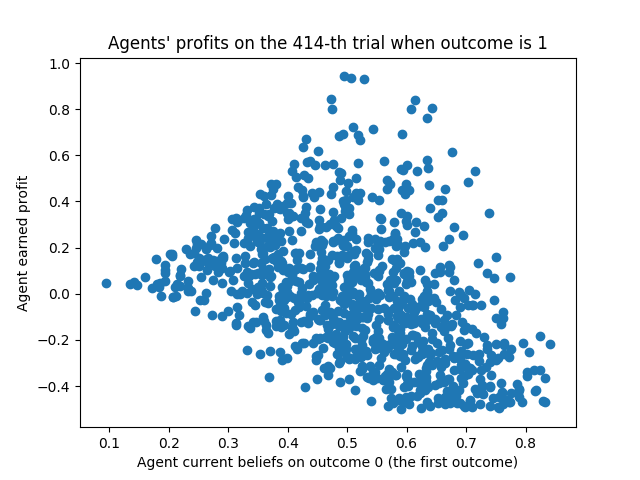 Agents' profits on the 414-th trial when outcome is 1
1.0
0.8
0.6
0.4
0.2
0.0
−0.2
−0.4
Agent earned profit
0.1 0.2 0.3 0.4 0.5 0.6 0.7 0.8
Agent current beliefs on outcome 0 (the first outcome)